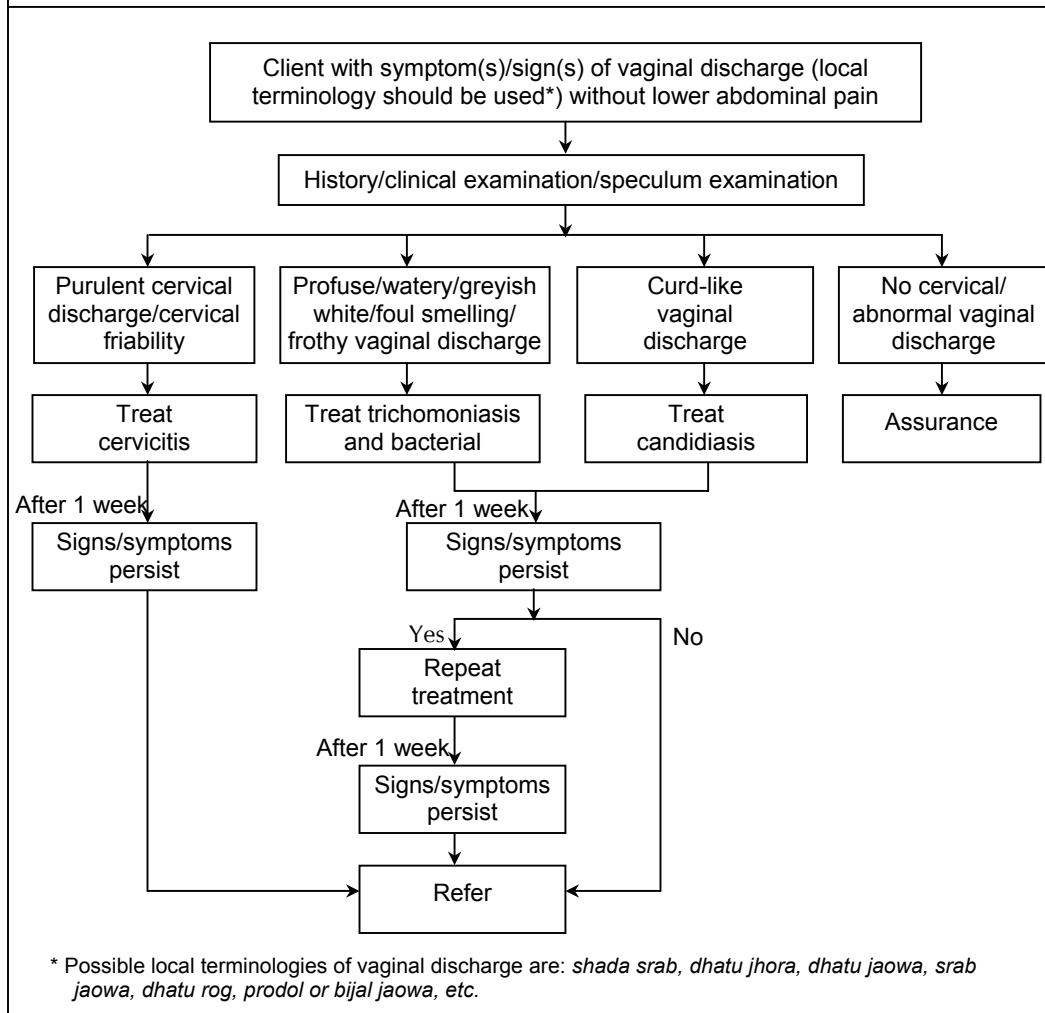 Client with symptom(s)/sign(s) of vaginal discharge (local
terminology should be used*) without lower abdominal pain
History/clinical examination/speculum examination
Purulent cervical
discharge/cervical
friability
Profuse/watery/greyish
white/foul smelling/
frothy vaginal discharge
Curd-like
vaginal
discharge
No cervical/
abnormal vaginal
discharge
Treat
cervicitis
Treat trichomoniasis
and bacterial
Treat
candidiasis
Assurance
After 1 week
After 1 week
Signs/symptoms
persist
Signs/symptoms
persist
Yes
No
Repeat
treatment
After 1 week
Signs/symptoms
persist
Refer
* Possible local terminologies of vaginal discharge are: shada srab, dhatu jhora, dhatu jaowa, srab
jaowa, dhatu rog, prodol or bijal jaowa, etc.